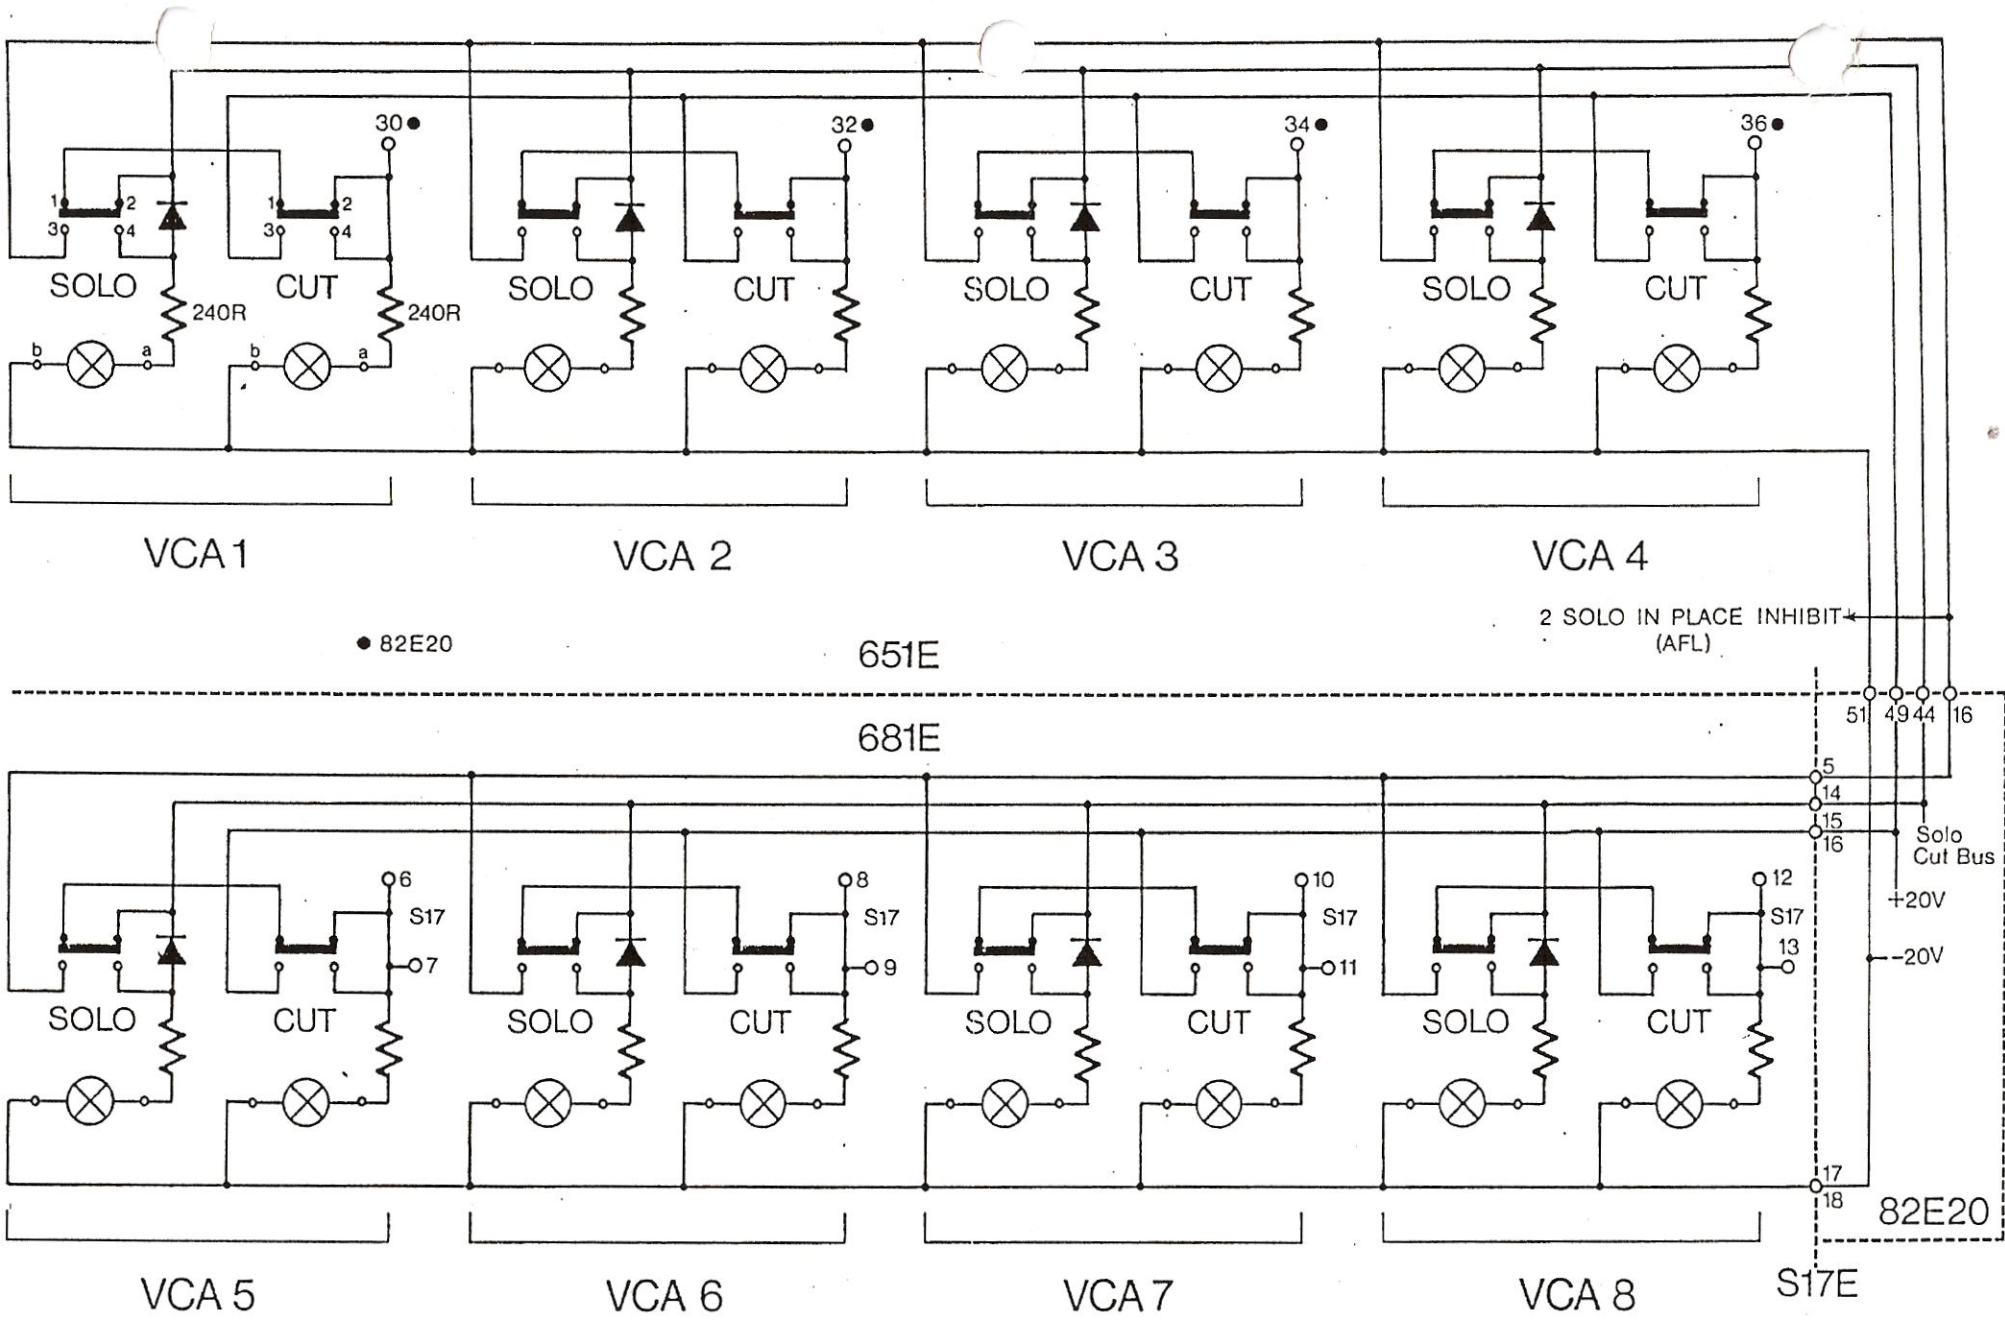 30● 32● 34● 36●
1 2 1 2
3 4 3 4
SOLO CUT SOLO CUT SOLO CUT SOLO CUT
240R 240R
b a b a
VCA 1 VCA 2 VCA 3 VCA 4
2 SOLO IN PLACE INHIBIT
(AFL)
● 82E20
651E
51 49 44 16
681E
5
14
15
16
Solo
Cut Bus
6 8 10 12
+20V
S17 S17 S17 S17
13
7 9 11
-20V
SOLO CUT SOLO CUT SOLO CUT SOLO CUT
17
18
82E20
VCA 5 VCA 6 VCA 7 VCA 8
S17E